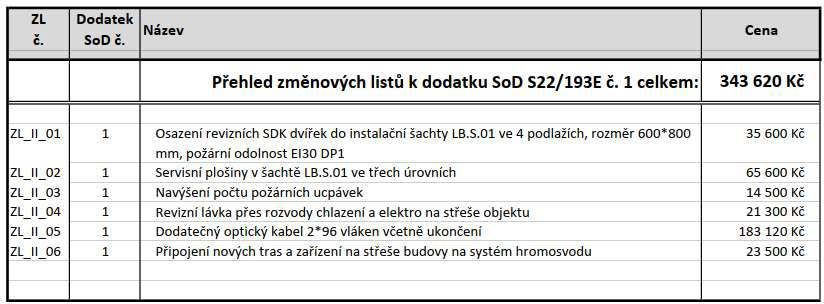 ZL č. Dodatek SoD č. Název Cena
Přehled změnových listů k dodatku SoD S22/193E č. 1 celkem: 343 620 Kč
ZL_II_01 1 Osazení revizních SDK dvířek do instalační šachty LB.S.01 ve 4 podlažích, rozměr 600*800 35 600 Kč
mm, požární odolnost EI30 DP1
ZL_II_02 1 Servisní plošiny v šachtě LB.S.01 ve třech úrovních 65 600 Kč
ZL_II_03 1 Navýšení počtu požárních ucpávek 14 500 Kč
ZL_II_04 1 Revizní lávka přes rozvody chlazení a elektro na střeše objektu 21 300 Kč
ZL_II_05 1 Dodatečný optický kabel 2*96 vláken včetně ukončení 183 120 Kč
ZL_II_06 1 Připojení nových tras a zařízení na střeše budovy na systém hromosvodu 23 500 Kč